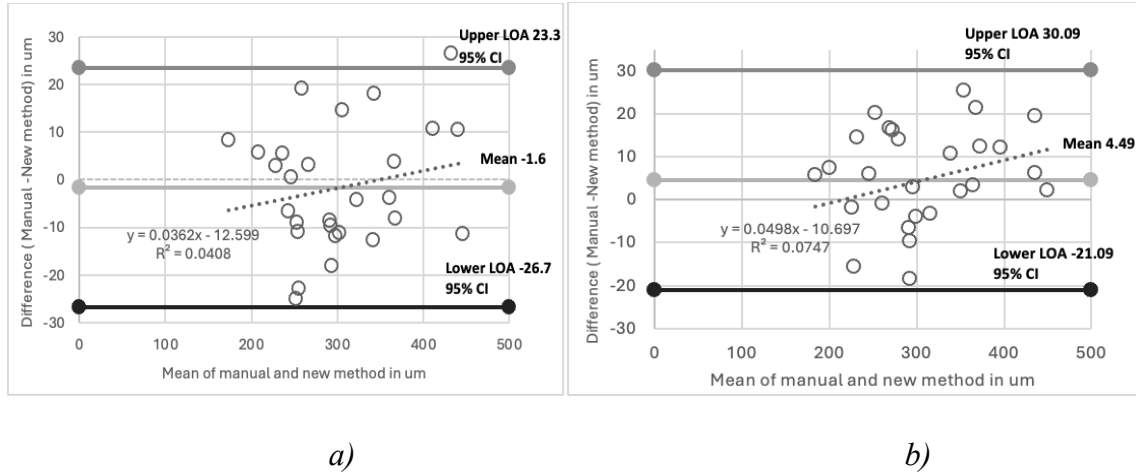 Difference ( Manual -New method) in um
30
20
10
0
-10
-20
-30
Upper LOA 23.3
95% CI
Mean -1.6
y = 0.0362x - 12.599
R² = 0.0408
Lower LOA -26.7
95% CI
0 100 200 300 400 500
Mean of manual and new method in um
a)
Difference ( Manual -New method) in um
30
20
10
0
-10
-20
-30
Upper LOA 30.09
95% CI
Mean 4.49
y = 0.0498x - 10.697
R² = 0.0747
Lower LOA -21.09
95% CI
0 100 200 300 400 500
Mean of manual and new method in um
b)